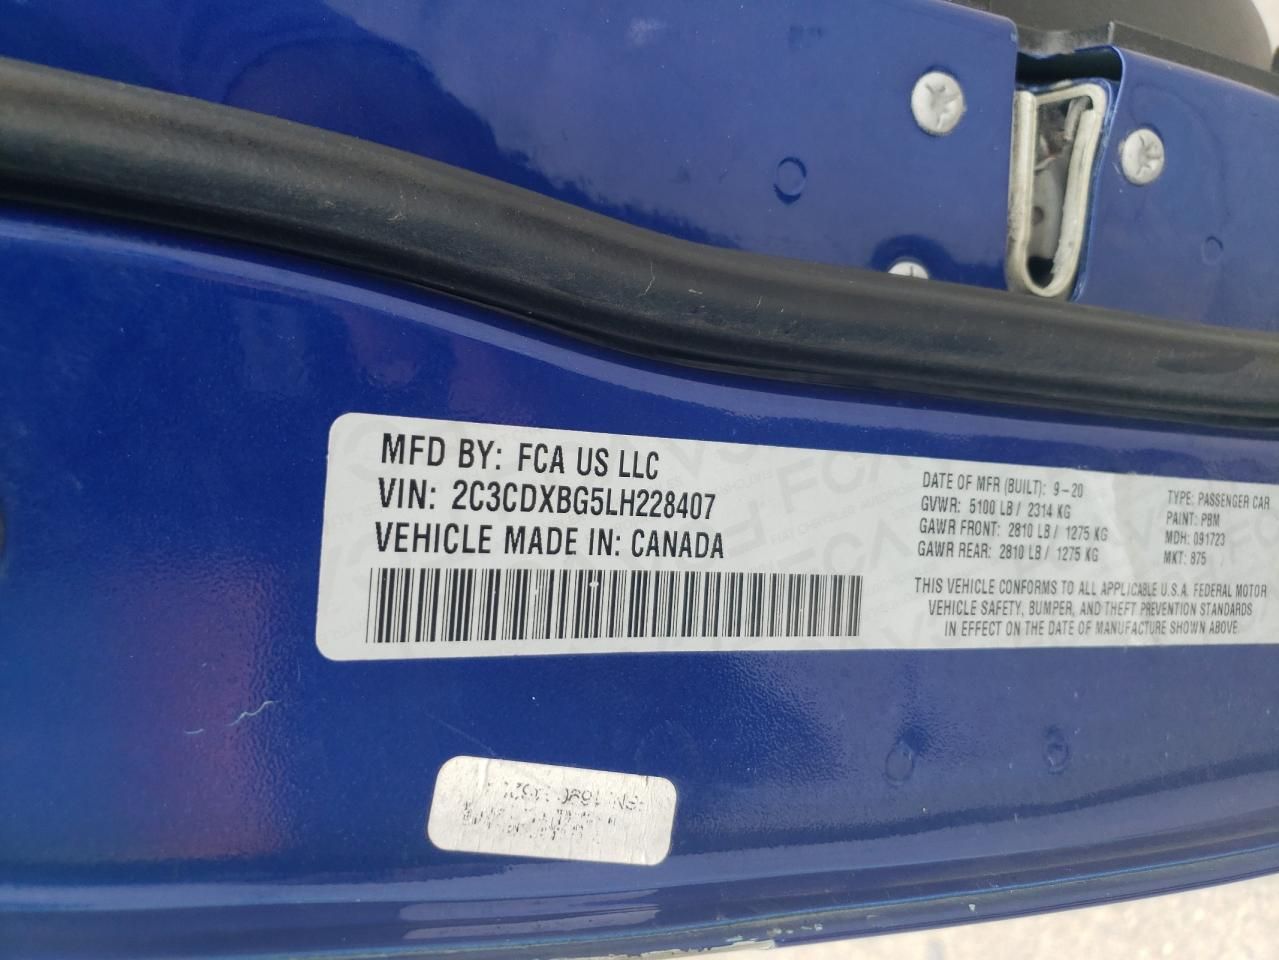 MFD BY: FCA US LLC
VIN: 2C3CDXBG5LH228407
VEHICLE MADE IN: CANADA
DATE OF MFR (BUILT): 9-20
GVWR: 5100 LB / 2314 KG
GAWR FRONT: 2810 LB / 1275 KG
GAWR REAR: 2810 LB / 1275 KG
TYPE: PASSENGER CAR
PAINT: PBM
MDH: 091723
MKT: 875
THIS VEHICLE CONFORMS TO ALL APPLICABLE U.S.A. FEDERAL MOTOR
VEHICLE SAFETY, BUMPER, AND THEFT PREVENTION STANDARDS
IN EFFECT ON THE DATE OF MANUFACTURE SHOWN ABOVE.